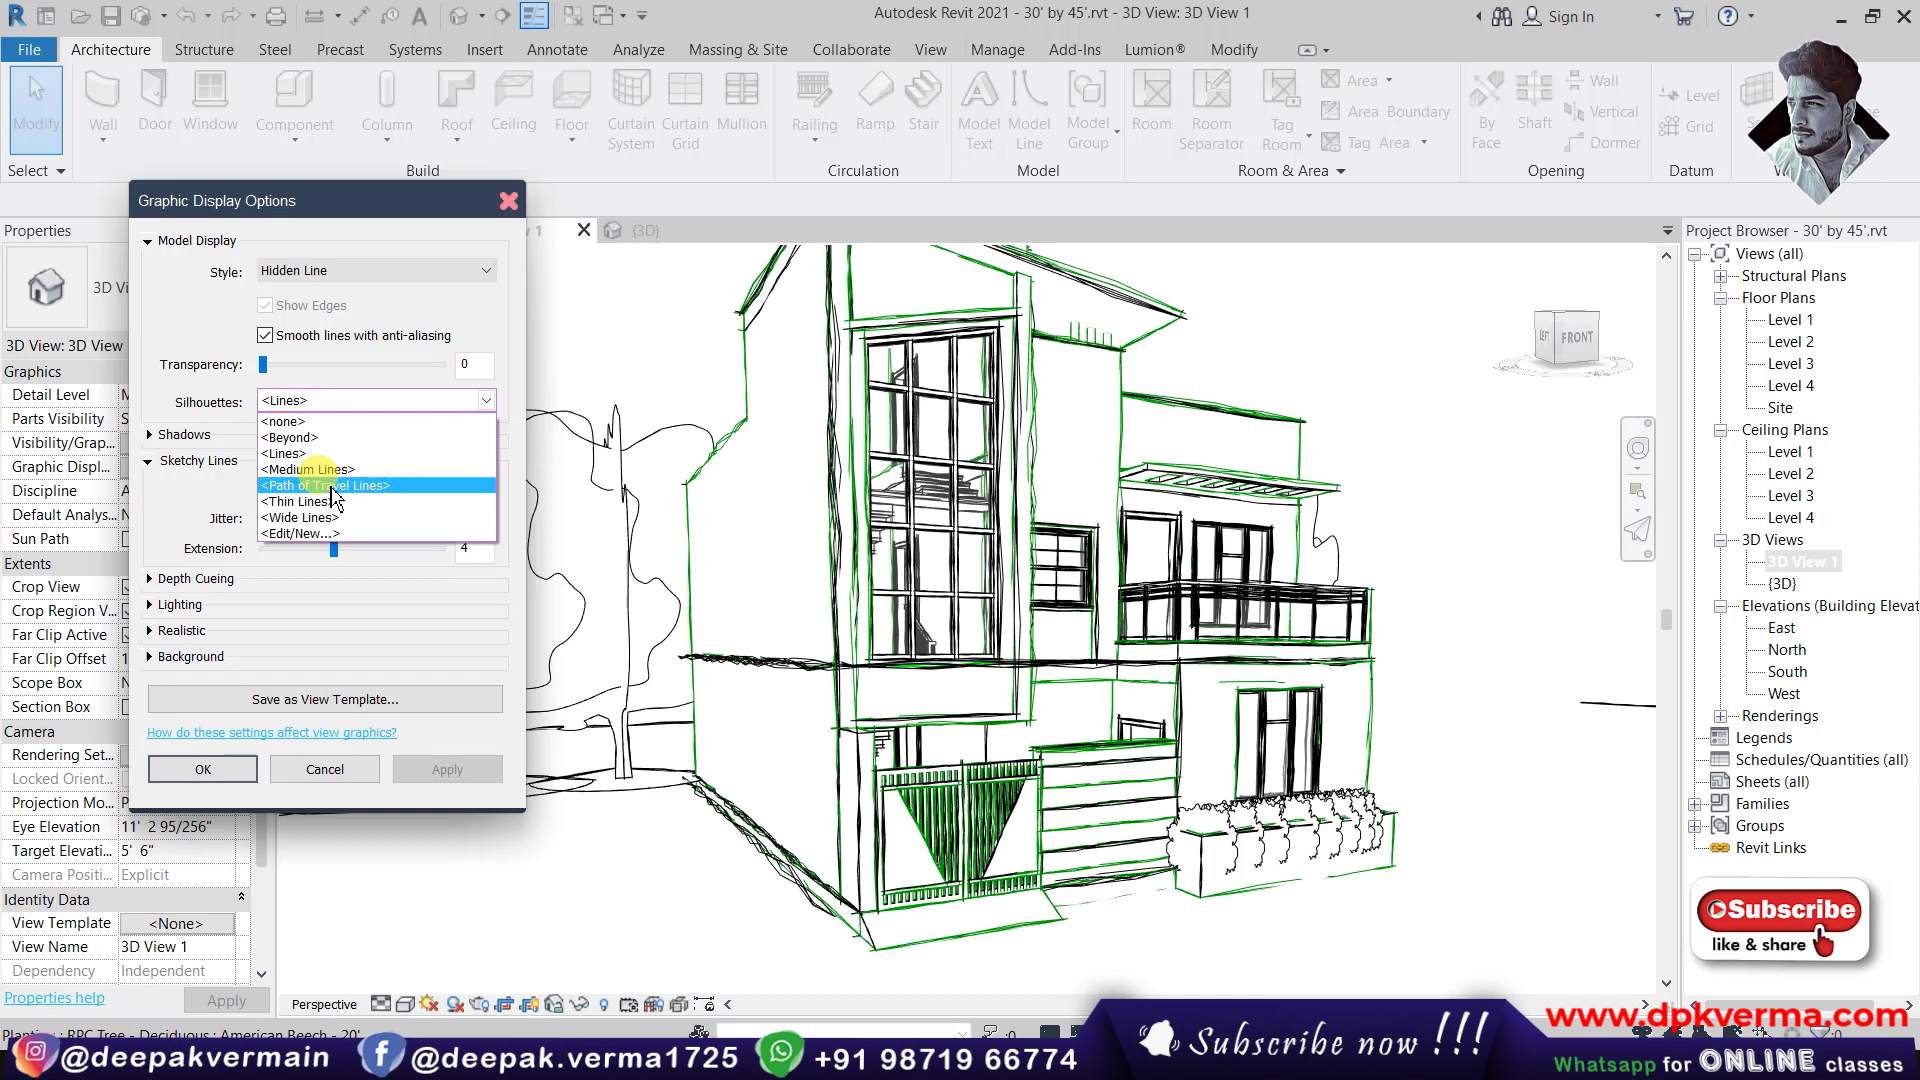 Autodesk Revit 2021 - 30' by 45'.rvt - 3D View: 3D View 1
Sign In
File Architecture Structure Steel Precast Systems Insert Annotate Analyze Massing & Site Collaborate View Manage Add-Ins Lumion® Modify
Modify Wall Door Window Component Column Roof Ceiling Floor Curtain System Curtain Grid Mullion Railing Ramp Stair Model Text Model Line Model Group Room Room Separator Tag Room Area Area Boundary Tag Area By Face Shaft Wall Vertical Dormer Level Grid
Select Build Circulation Model Room & Area Opening Datum
Graphic Display Options
Properties
1
{3D}
Project Browser - 30' by 45'.rvt
Model Display
Style: Hidden Line
Show Edges
Smooth lines with anti-aliasing
Transparency: 0
Silhouettes: <Lines>
<none>
<Beyond>
<Lines>
<Medium Lines>
<Path of Travel Lines>
<Thin Lines>
<Wide Lines>
<Edit/New...>
Shadows
Sketchy Lines
Jitter:
Extension: 4
Depth Cueing
Lighting
Realistic
Background
Save as View Template...
How do these settings affect view graphics?
OK Cancel Apply
3D Vi
3D View: 3D View
Graphics
Detail Level M
Parts Visibility
Visibility/Grap...
Graphic Displ...
Discipline A
Default Analys...
Sun Path
Extents
Crop View
Crop Region V...
Far Clip Active
Far Clip Offset 1
Scope Box N
Section Box
Camera
Rendering Set...
Locked Orient...
Projection Mo... P
Eye Elevation 11' 2 95/256"
Target Elevati... 5' 6"
Camera Positi... Explicit
Identity Data
View Template <None>
View Name 3D View 1
Dependency Independent
Properties help Apply
LEFT FRONT
Views (all)
Structural Plans
Floor Plans
Level 1
Level 2
Level 3
Level 4
Site
Ceiling Plans
Level 1
Level 2
Level 3
Level 4
3D Views
3D View 1
{3D}
Elevations (Building Elevat
East
North
South
West
Renderings
Legends
Schedules/Quantities (all)
Sheets (all)
Families
Groups
Revit Links
Subscribe
like & share
Perspective
Planting : RPC Tree - Deciduous : American Beech - 20'
:0
www.dpkverma.com
@deepakvermain @deepak.verma1725 +91 98719 66774
Subscribe now !!!
Whatsapp for ONLINE classes